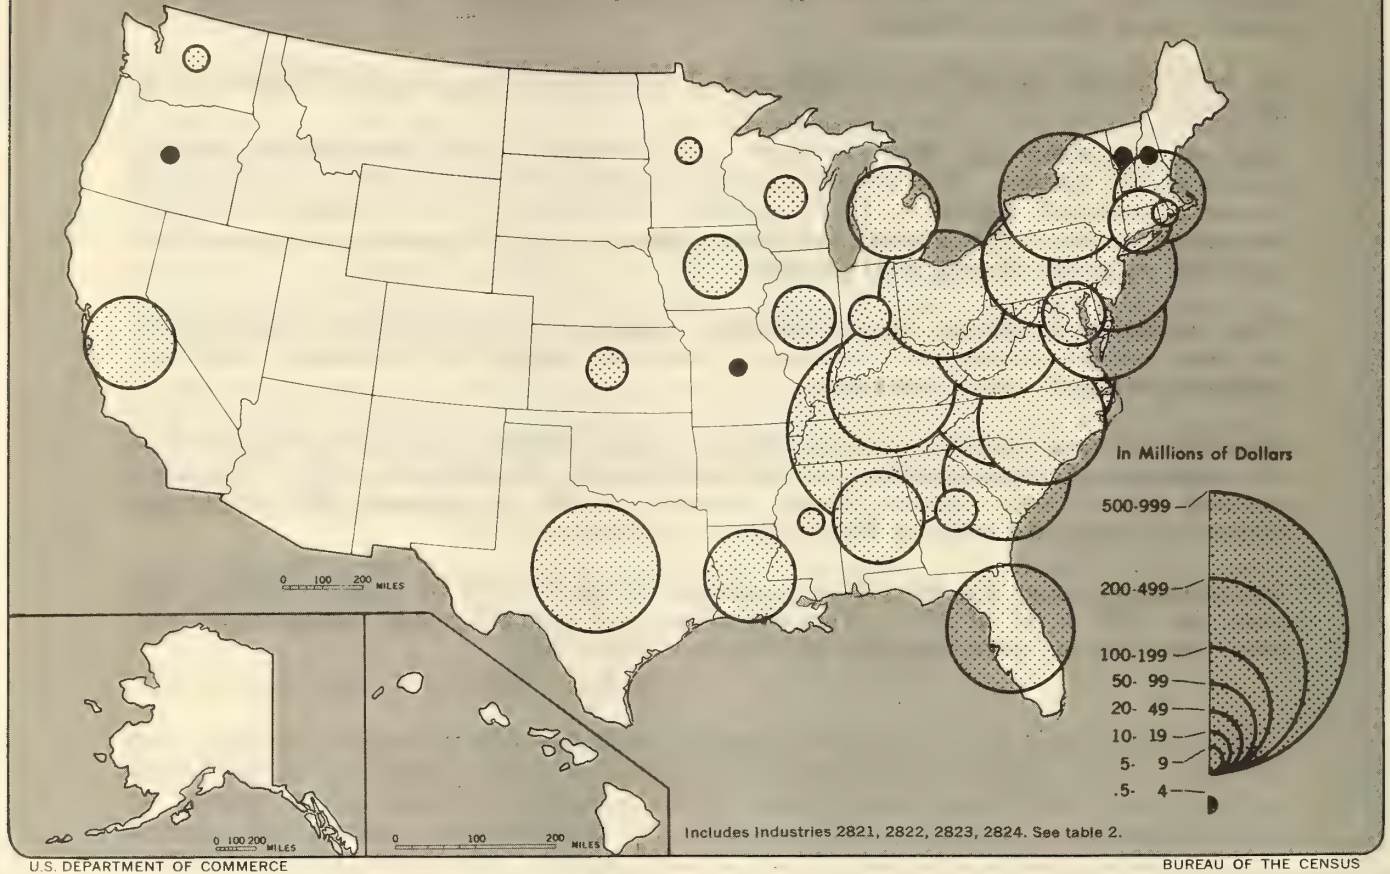 In Millions of Dollars
500-999
200-499
100-199
50- 99
20- 49
10- 19
5- 9
.5- 4
0 100 200 MILES
0 100 200 MILES
0 100 200 MILES
Includes Industries 2821, 2822, 2823, 2824. See table 2.
U.S. DEPARTMENT OF COMMERCE
BUREAU OF THE CENSUS